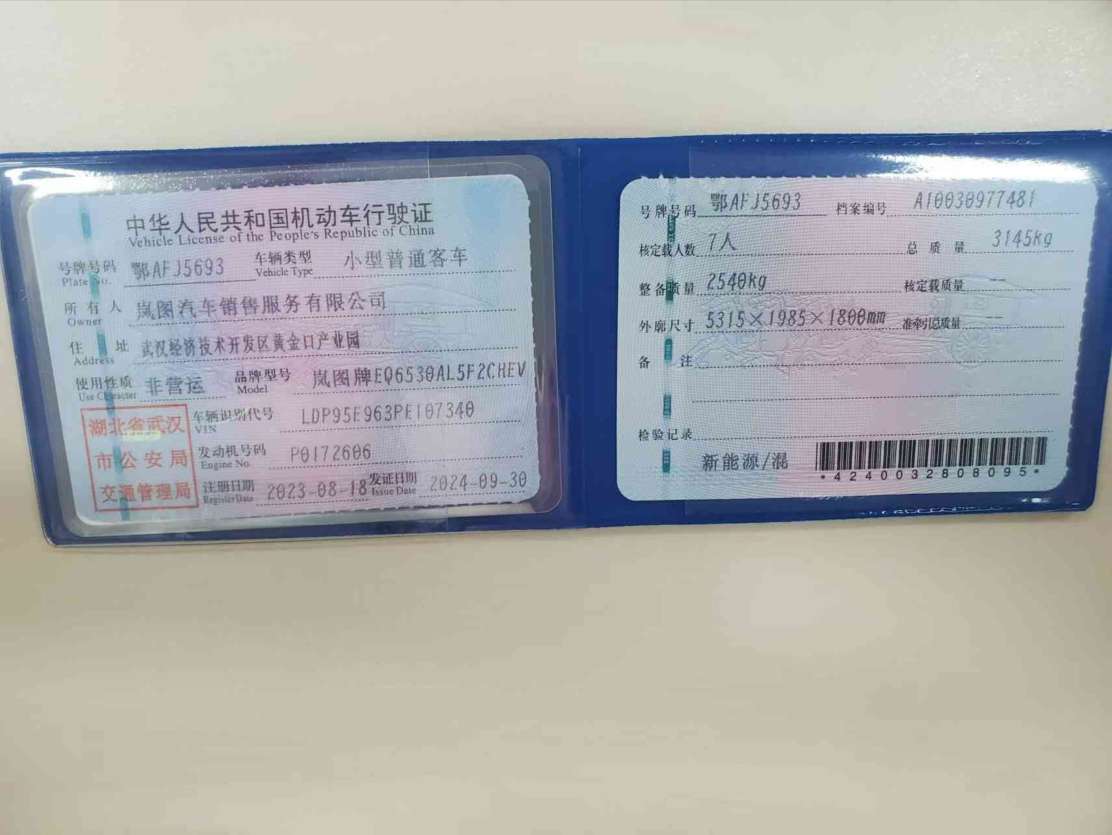 中华人民共和国机动车行驶证
Vehicle License of the People's Republic of China
号牌号码 鄂AFJ5693 车辆类型 小型普通客车
Plate No. Vehicle Type
所有人 岚图汽车销售服务有限公司
Owner
住址 武汉经济技术开发区黄金口产业园
Address
使用性质 非营运 品牌型号 岚图牌EQ6530AL5F2CHEV
Use Character Model
湖北省武汉
市公安局
交通管理局
车辆识别代号 LDP95E963PE107340
VIN
发动机号码 P0172606
Engine No.
注册日期 2023-08-18 发证日期 2024-09-30
Register Date Issue Date
号牌号码 鄂AFJ5693 档案编号 A10030977481
核定载人数 7人 总质量 3145kg
整备质量 2540kg 核定载质量 --
外廓尺寸 5315×1985×1800mm 准牵引总质量 --
备注
检验记录
新能源/混
*4240032808095*